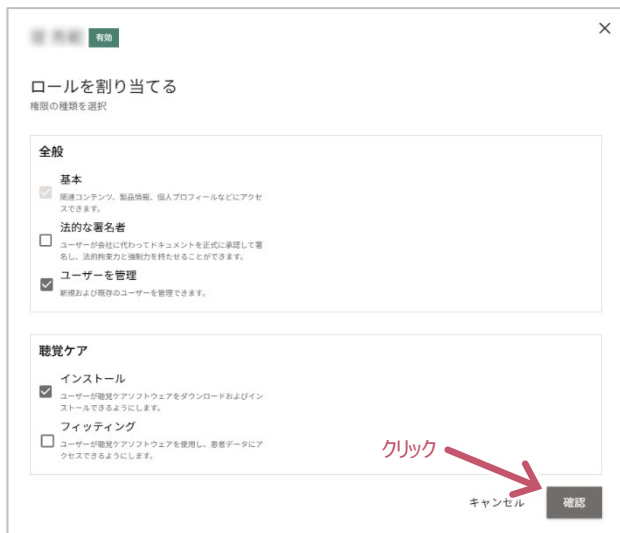 有効
ロールを割り当てる
権限の種類を選択
全般
基本
関連コンテンツ、製品情報、個人プロフィールなどにアクセ
スできます。
法的な署名者
ユーザーが会社に代わってドキュメントを正式に承認して署
名し、法的拘束力と強制力を持たせることができます。
ユーザーを管理
新規および既存のユーザーを管理できます。
聴覚ケア
インストール
ユーザーが聴覚ケアソフトウェアをダウンロードおよびイン
ストールできるようにします。
フィッティング
ユーザーが聴覚ケアソフトウェアを使用し、患者データにア
クセスできるようにします。
クリック
キャンセル
確認